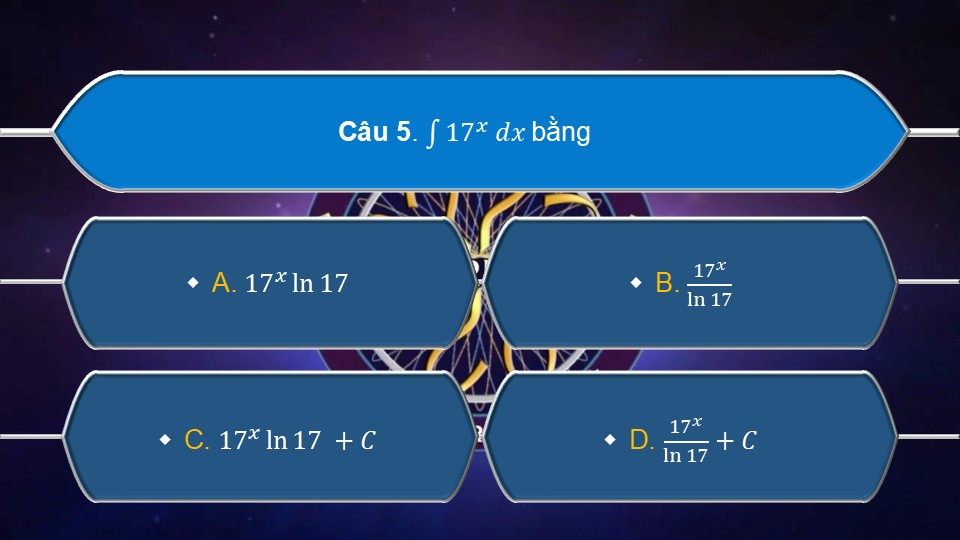 Câu 5. ∫ 17^x dx bằng
A. 17^x ln 17
B. 17^x / ln 17
C. 17^x ln 17 + C
D. 17^x / ln 17 + C